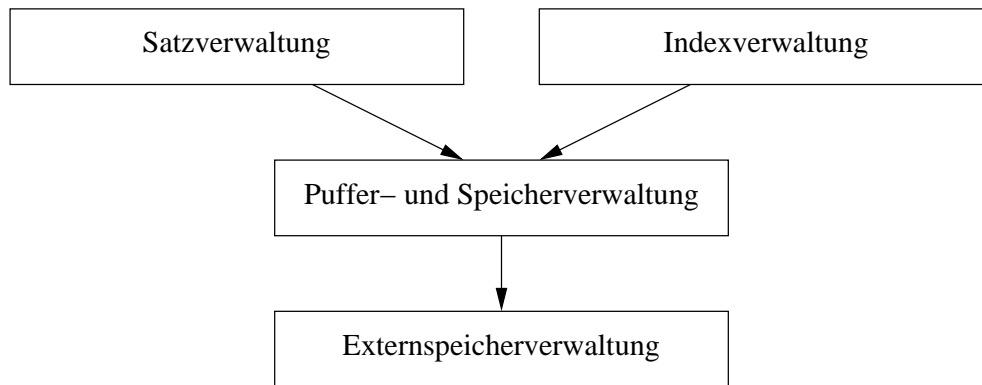 Satzverwaltung
Indexverwaltung
Puffer– und Speicherverwaltung
Externspeicherverwaltung